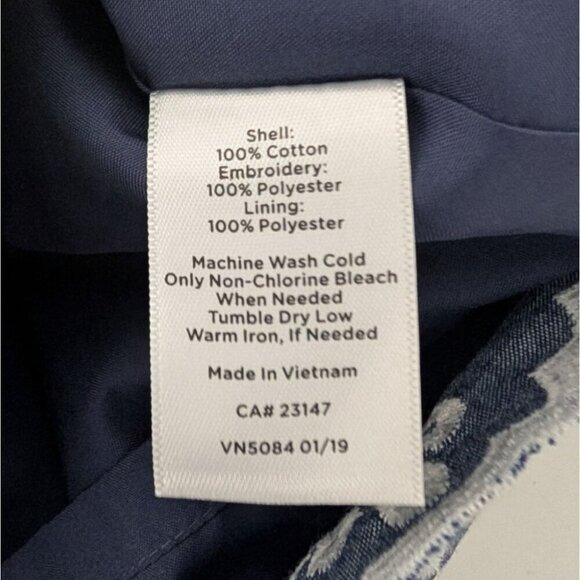 Shell:
100% Cotton
Embroidery:
100% Polyester
Lining:
100% Polyester
Machine Wash Cold
Only Non-Chlorine Bleach
When Needed
Tumble Dry Low
Warm Iron, If Needed
Made In Vietnam
CA# 23147
VN5084 01/19